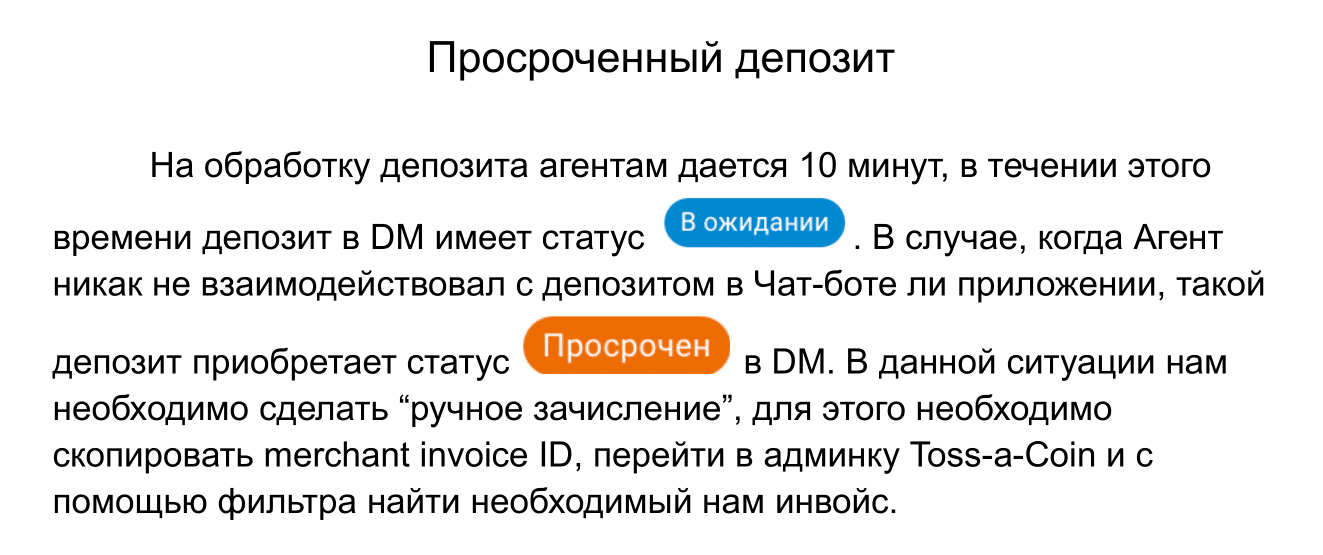 Просроченный депозит
На обработку депозита агентам дается 10 минут, в течении этого
времени депозит в DM имеет статус В ожидании . В случае, когда Агент
никак не взаимодействовал с депозитом в Чат-боте ли приложении, такой
депозит приобретает статус Просрочен в DM. В данной ситуации нам
необходимо сделать “ручное зачисление”, для этого необходимо
скопировать merchant invoice ID, перейти в админку Toss-a-Coin и с
помощью фильтра найти необходимый нам инвойс.